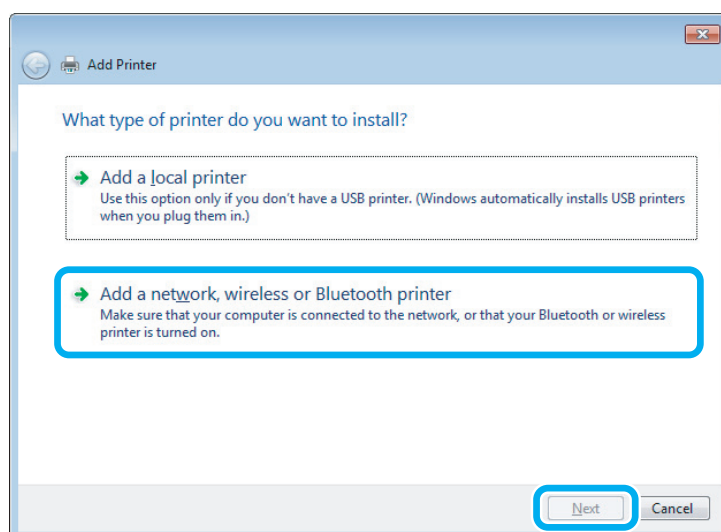 Add Printer
What type of printer do you want to install?
Add a local printer
Use this option only if you don't have a USB printer. (Windows automatically installs USB printers
when you plug them in.)
Add a network, wireless or Bluetooth printer
Make sure that your computer is connected to the network, or that your Bluetooth or wireless
printer is turned on.
Next
Cancel